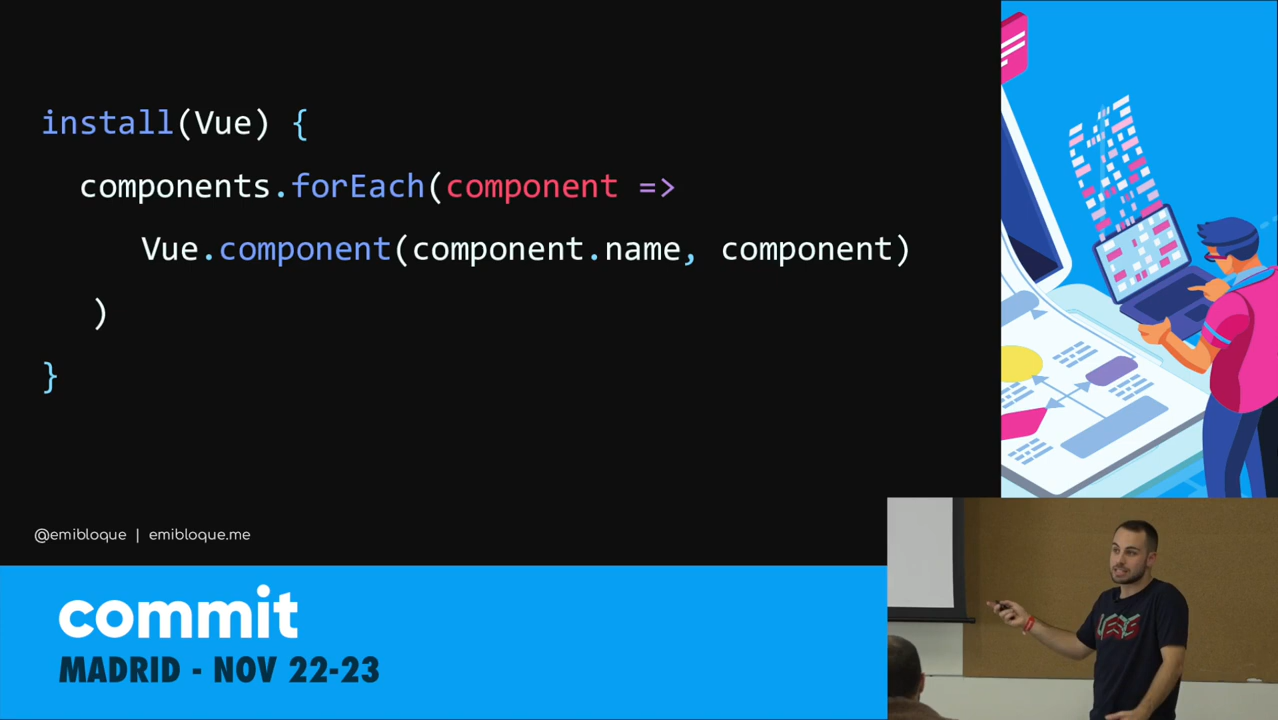 install(Vue) {
components.forEach(component =>
Vue.component(component.name, component)
)
}
@emibloque | emibloque.me
commit
MADRID - NOV 22-23